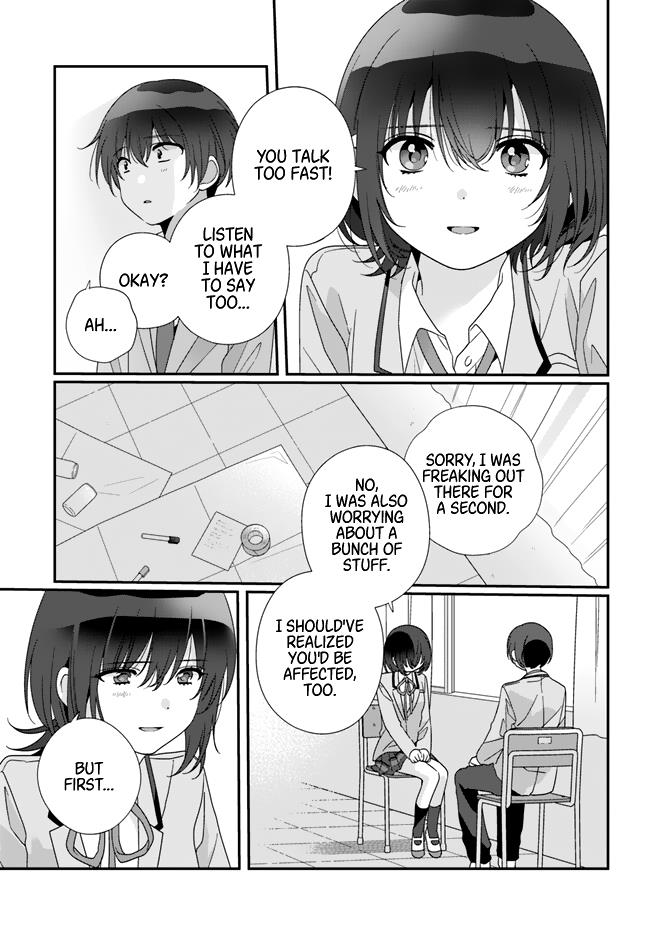 YOU TALK
TOO FAST!
LISTEN
TO WHAT
I HAVE
TO SAY
TOO...
OKAY?
AH...
SORRY, I WAS
FREAKING OUT
THERE FOR
A SECOND.
NO,
I WAS ALSO
WORRYING
ABOUT A
BUNCH OF
STUFF.
I SHOULD'VE
REALIZED
YOU'D BE
AFFECTED,
TOO.
BUT
FIRST...